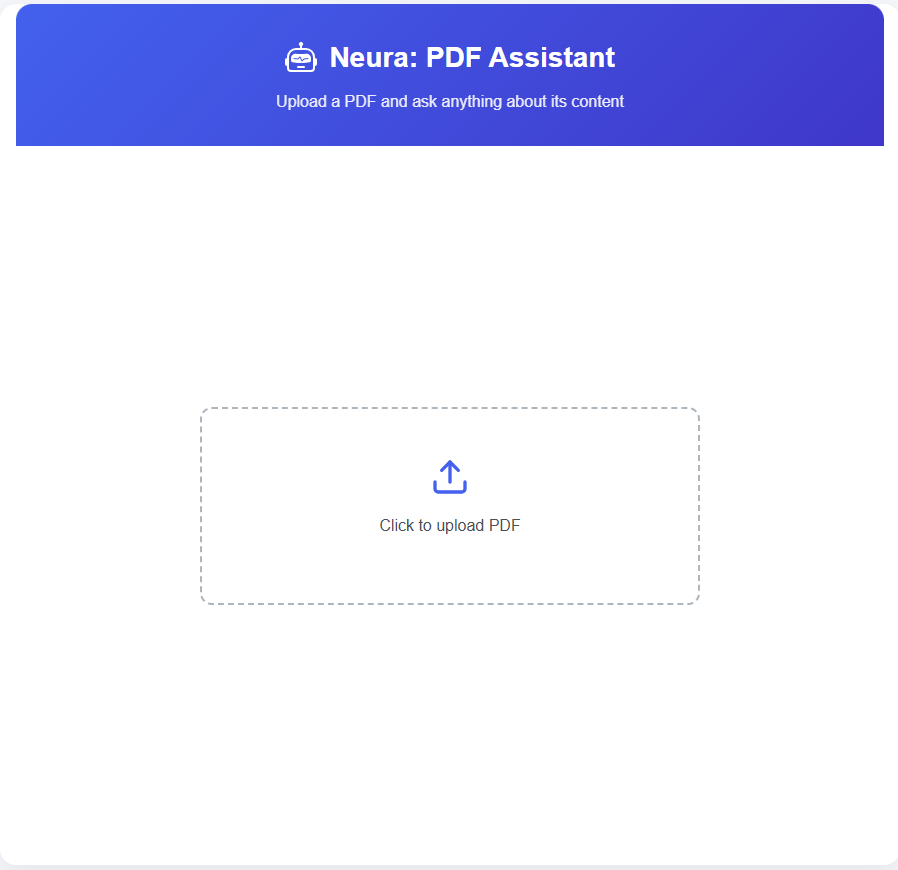 Neura: PDF Assistant
Upload a PDF and ask anything about its content
Click to upload PDF